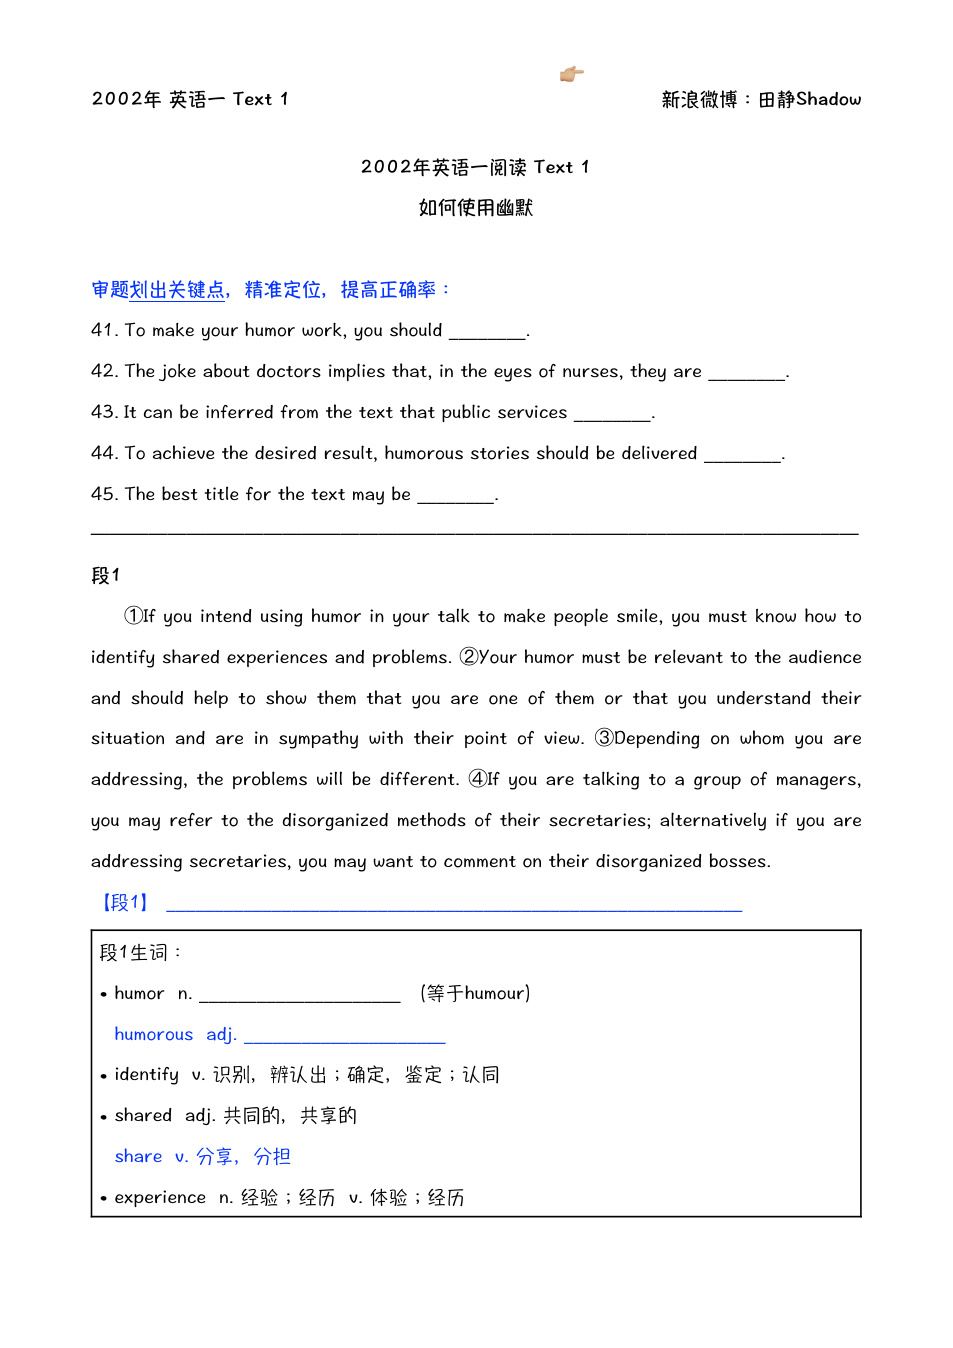 2002年 英语一 Text 1 新浪微博：田静Shadow
2002年英语一阅读 Text 1
如何使用幽默
审题划出关键点，精准定位，提高正确率：
41. To make your humor work, you should ________.
42. The joke about doctors implies that, in the eyes of nurses, they are ________.
43. It can be inferred from the text that public services ________.
44. To achieve the desired result, humorous stories should be delivered ________.
45. The best title for the text may be ________.
段1
①If you intend using humor in your talk to make people smile, you must know how to
identify shared experiences and problems. ②Your humor must be relevant to the audience
and should help to show them that you are one of them or that you understand their
situation and are in sympathy with their point of view. ③Depending on whom you are
addressing, the problems will be different. ④If you are talking to a group of managers,
you may refer to the disorganized methods of their secretaries; alternatively if you are
addressing secretaries, you may want to comment on their disorganized bosses.
【段1】 ____________________________________________________________
段1生词：
• humor n. _____________________ （等于humour）
humorous adj. _____________________
• identify v. 识别，辨认出；确定，鉴定；认同
• shared adj. 共同的，共享的
share v. 分享，分担
• experience n. 经验；经历 v. 体验；经历